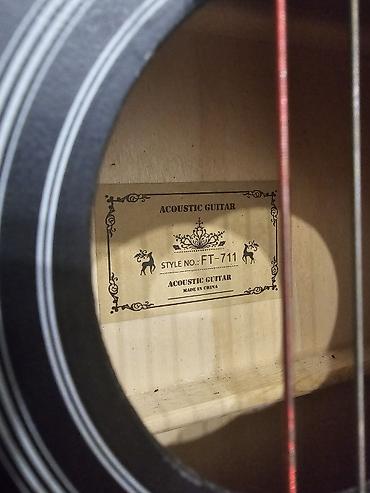 ACOUSTIC GUITAR
STYLE NO.: FT-711
ACOUSTIC GUITAR
MADE IN CHINA